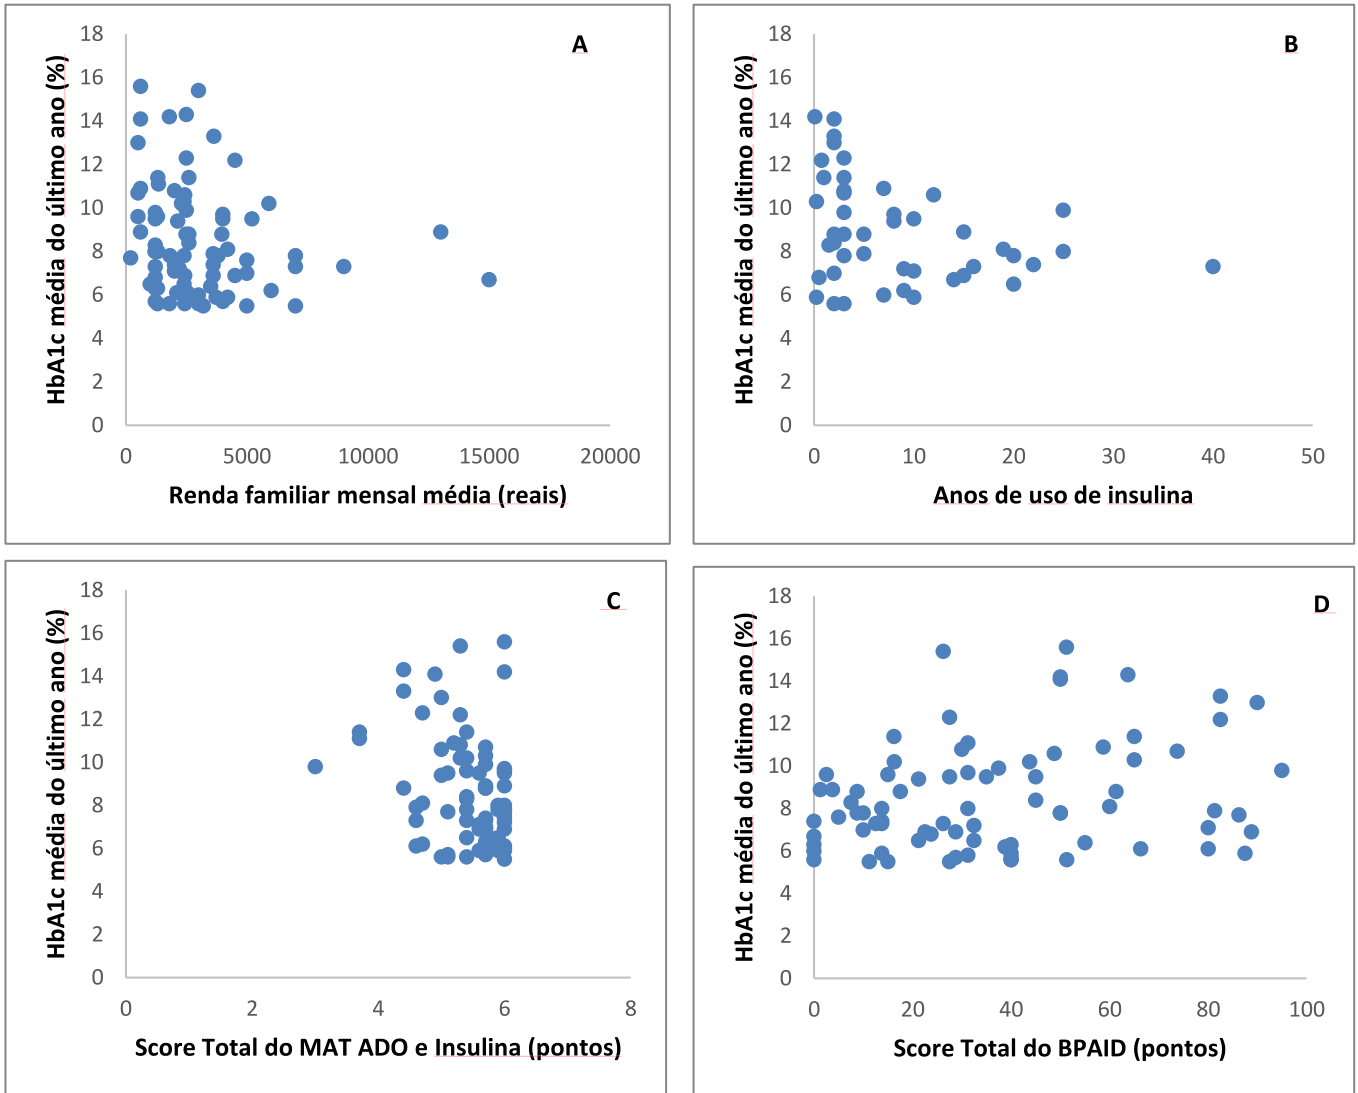 A
HbA1c média do último ano (%)
18
16
14
12
10
8
6
4
2
0
0 5000 10000 15000 20000
Renda familiar mensal média (reais)
B
HbA1c média do último ano (%)
18
16
14
12
10
8
6
4
2
0
0 10 20 30 40 50
Anos de uso de insulina
C
HbA1c média do último ano (%)
18
16
14
12
10
8
6
4
2
0
0 2 4 6 8
Score Total do MAT ADO e Insulina (pontos)
D
HbA1c média do último ano (%)
18
16
14
12
10
8
6
4
2
0
0 20 40 60 80 100
Score Total do BPAID (pontos)